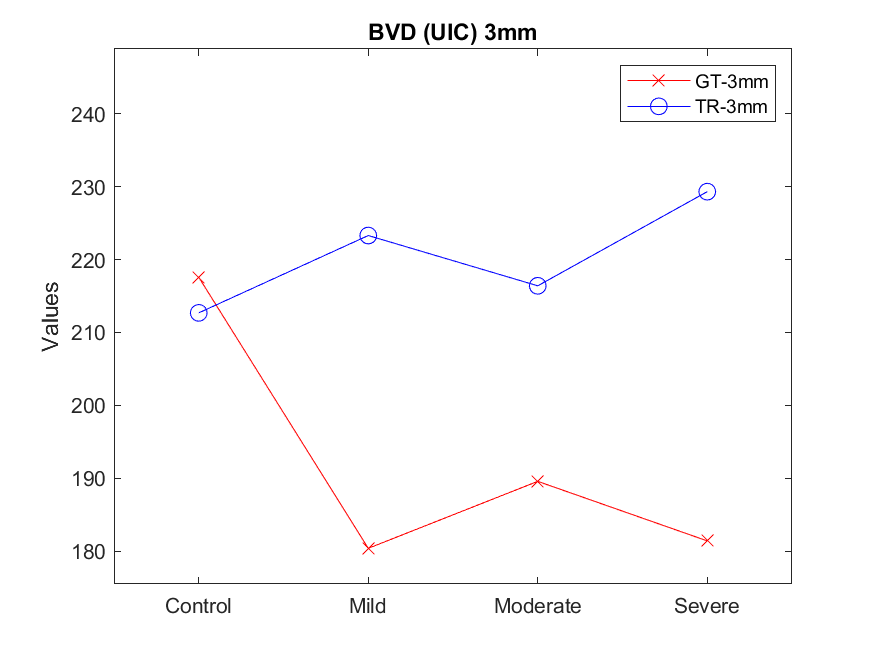 BVD (UIC) 3mm
GT-3mm
TR-3mm
240
230
220
210
200
190
180
Values
Control Mild Moderate Severe